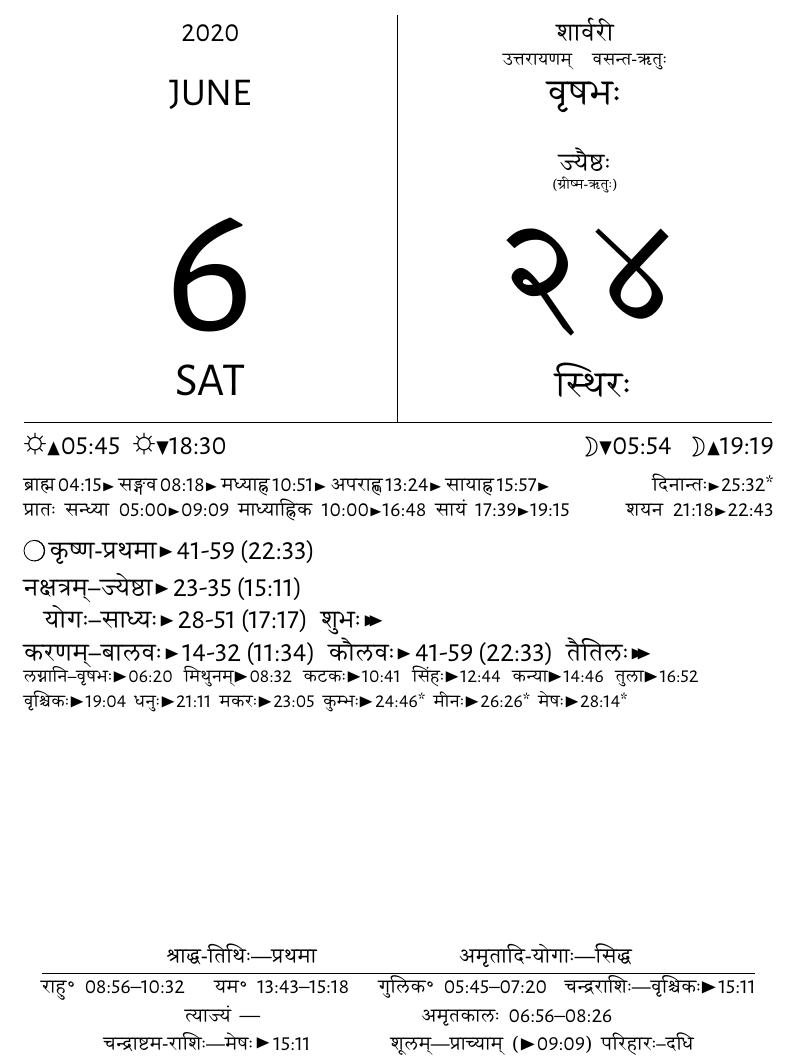 2020
JUNE
6
SAT
शार्वरी
उत्तरायणम् वसन्त-ऋतुः
वृषभः
ज्यैष्ठः
(ग्रीष्म-ऋतुः)
२४
स्थिरः
☼▲05:45 ☼▼18:30 ☽▼05:54 ☽▲19:19
ब्राह्म 04:15► सङ्गव 08:18► मध्याह्न 10:51► अपराह्ण 13:24► सायाह्न 15:57► दिनान्तः►25:32*
प्रातः सन्ध्या 05:00►09:09 माध्याह्निक 10:00►16:48 सायं 17:39►19:15 शयन 21:18►22:43
◯ कृष्ण-प्रथमा► 41-59 (22:33)
नक्षत्रम्–ज्येष्ठा► 23-35 (15:11)
योगः–साध्यः► 28-51 (17:17) शुभः►►
करणम्–बालवः►14-32 (11:34) कौलवः► 41-59 (22:33) तैतिलः►►
लग्नानि–वृषभः►06:20 मिथुनम्►08:32 कटकः►10:41 सिंहः►12:44 कन्या►14:46 तुला►16:52
वृश्चिकः►19:04 धनुः►21:11 मकरः►23:05 कुम्भः►24:46* मीनः►26:26* मेषः►28:14*
श्राद्ध-तिथिः—प्रथमा अमृतादि-योगाः—सिद्ध
राहु° 08:56–10:32 यम° 13:43–15:18 गुलिक° 05:45–07:20 चन्द्रराशिः—वृश्चिकः►15:11
त्याज्यं — अमृतकालः 06:56–08:26
चन्द्राष्टम-राशिः—मेषः►15:11 शूलम्—प्राच्याम् (►09:09) परिहारः–दधि